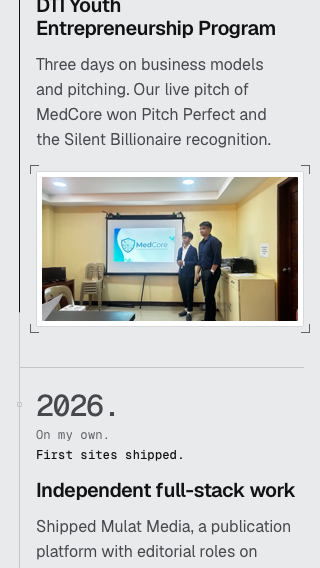 DTI Youth
Entrepreneurship Program
Three days on business models
and pitching. Our live pitch of
MedCore won Pitch Perfect and
the Silent Billionaire recognition.
MedCore
2026.
On my own.
First sites shipped.
Independent full-stack work
Shipped Mulat Media, a publication
platform with editorial roles on